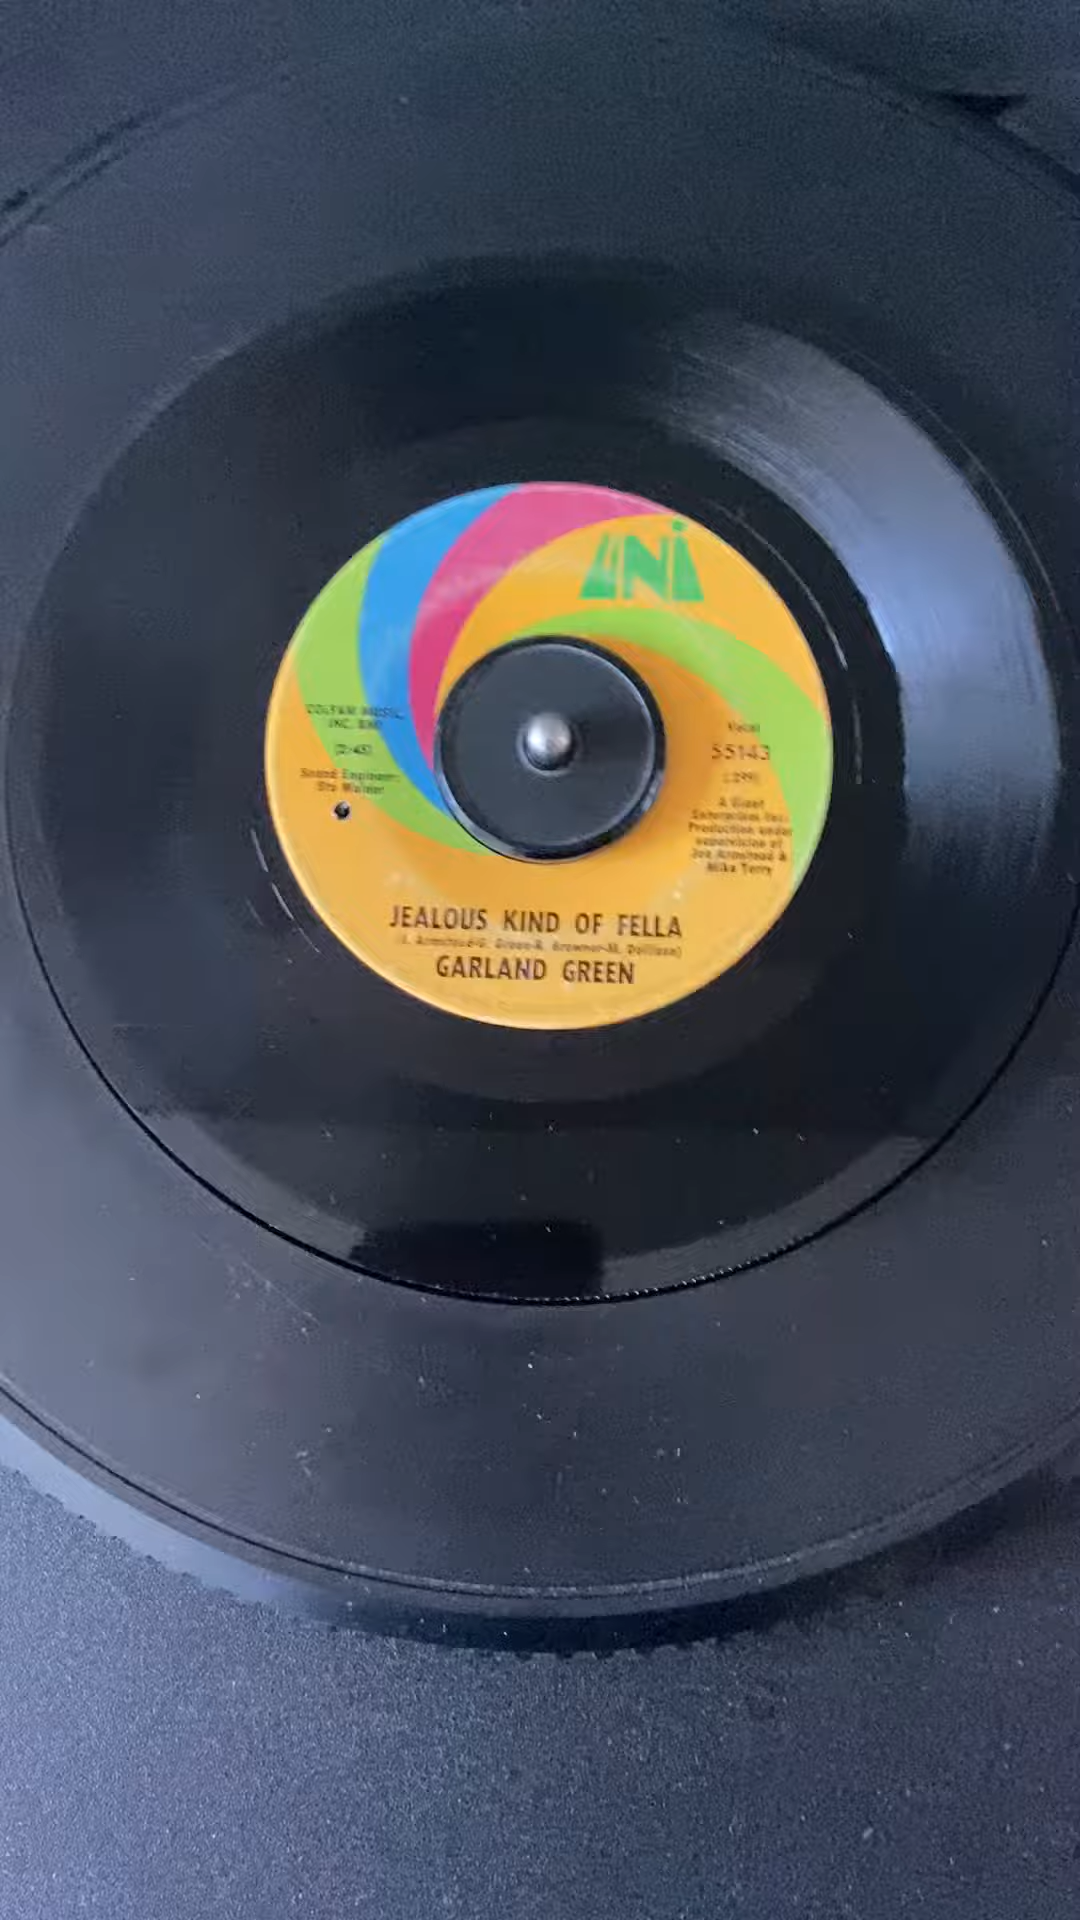 UNI
COLFAM MUSIC,
INC. BMI
(2:45)
Sound Engineer:
Stu Walder
Vocal
55143
A Giant
Enterprises Inc.
Production under
supervision of
Joe Armstead &
Mike Terry
JEALOUS KIND OF FELLA
GARLAND GREEN